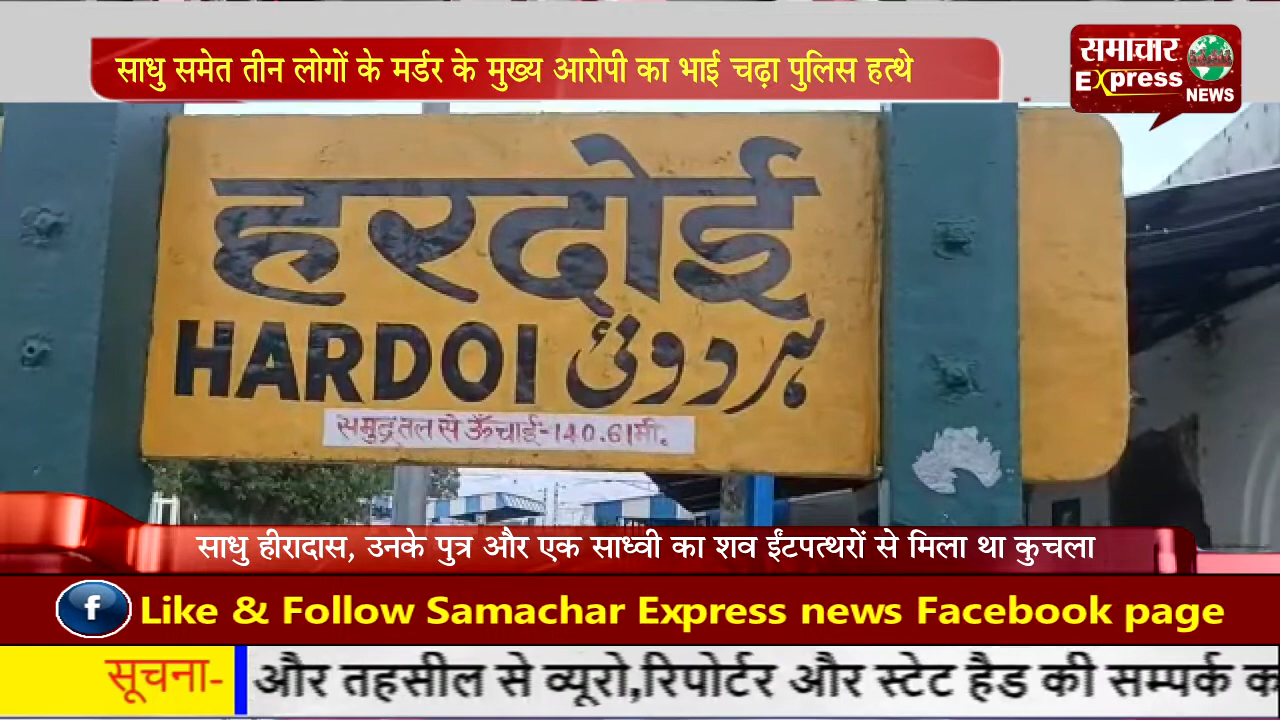 साधु समेत तीन लोगों के मर्डर के मुख्य आरोपी का भाई चढ़ा पुलिस हत्थे
समाचार
Express
NEWS
हरदोई
HARDOI ہردوئی
समुद्र तल से ऊँचाई-140.61मी.
साधु हीरादास, उनके पुत्र और एक साध्वी का शव ईंटपत्थरों से मिला था कुचला
f Like & Follow Samachar Express news Facebook page
सूचना- और तहसील से व्यूरो,रिपोर्टर और स्टेट हैड की सम्पर्क क